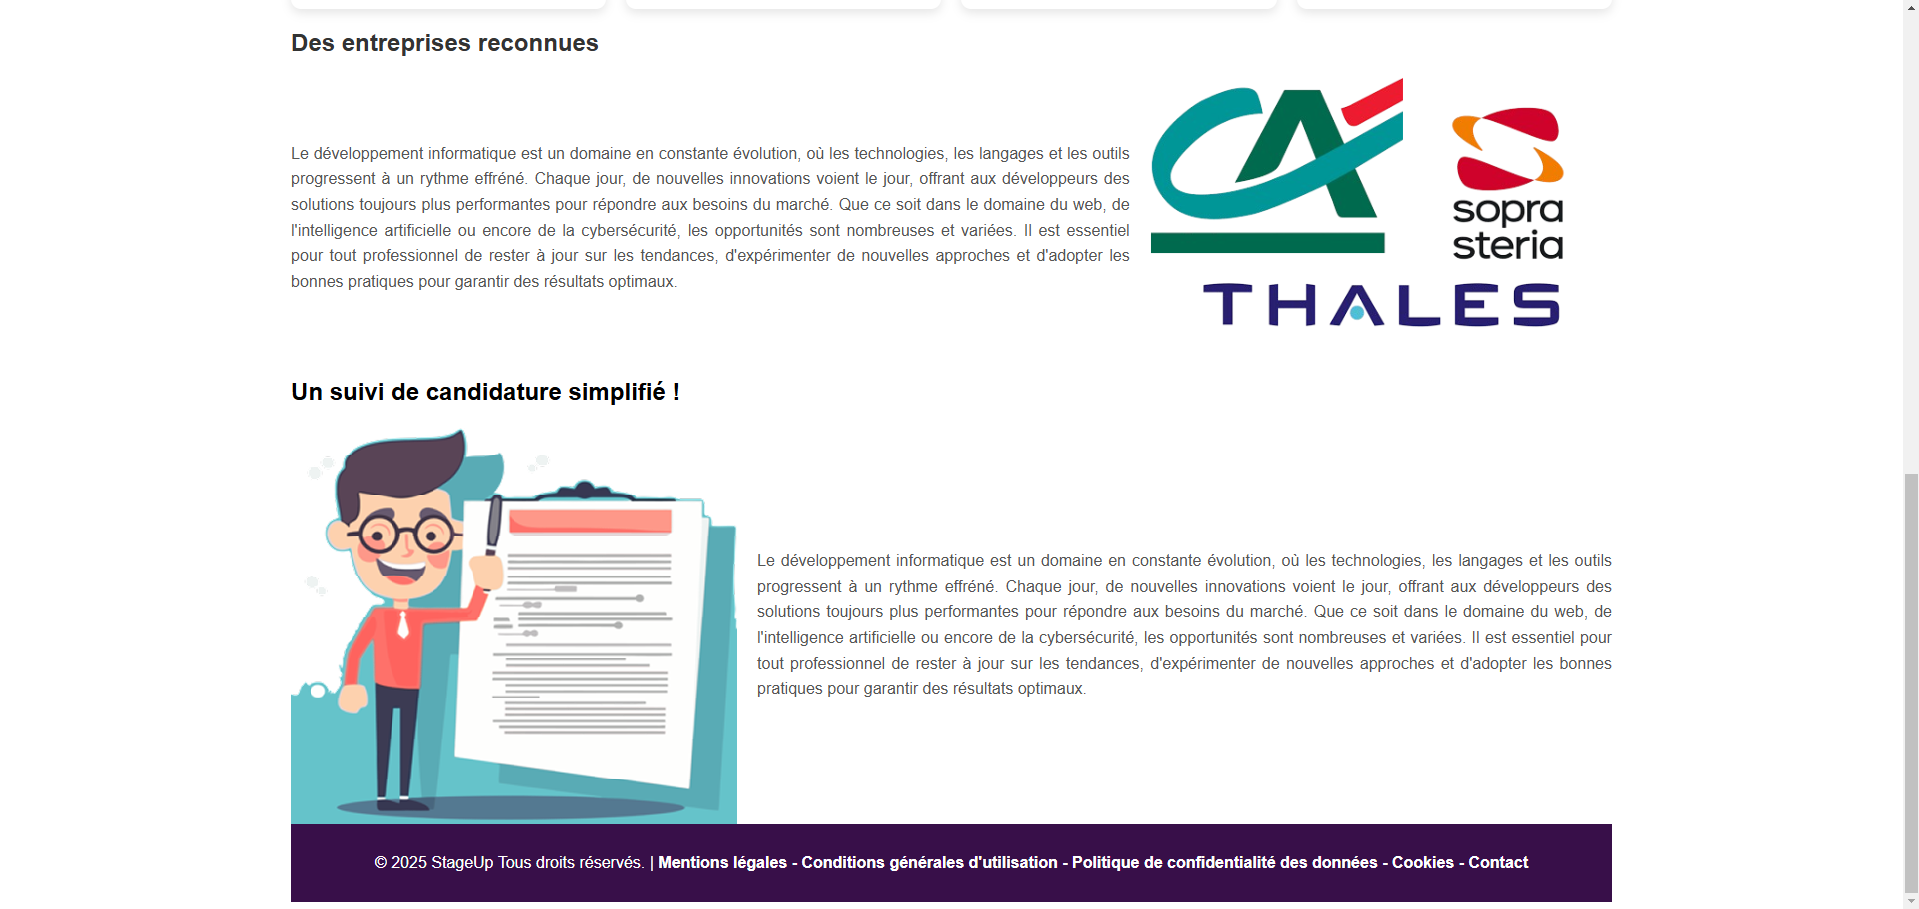 Des entreprises reconnues
Le développement informatique est un domaine en constante évolution, où les technologies, les langages et les outils
progressent à un rythme effréné. Chaque jour, de nouvelles innovations voient le jour, offrant aux développeurs des
solutions toujours plus performantes pour répondre aux besoins du marché. Que ce soit dans le domaine du web, de
l'intelligence artificielle ou encore de la cybersécurité, les opportunités sont nombreuses et variées. Il est essentiel
pour tout professionnel de rester à jour sur les tendances, d'expérimenter de nouvelles approches et d'adopter les
bonnes pratiques pour garantir des résultats optimaux.
CA
sopra
steria
THALES
Un suivi de candidature simplifié !
Le développement informatique est un domaine en constante évolution, où les technologies, les langages et les outils
progressent à un rythme effréné. Chaque jour, de nouvelles innovations voient le jour, offrant aux développeurs des
solutions toujours plus performantes pour répondre aux besoins du marché. Que ce soit dans le domaine du web, de
l'intelligence artificielle ou encore de la cybersécurité, les opportunités sont nombreuses et variées. Il est essentiel pour
tout professionnel de rester à jour sur les tendances, d'expérimenter de nouvelles approches et d'adopter les bonnes
pratiques pour garantir des résultats optimaux.
© 2025 StageUp Tous droits réservés. | Mentions légales - Conditions générales d'utilisation - Politique de confidentialité des données - Cookies - Contact